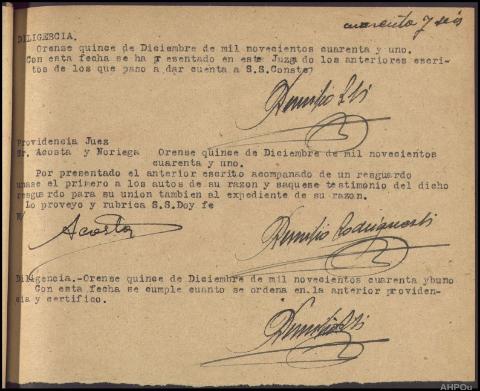 cuarenta y seis
DILIGESCIA.
Orense quince de Diciembre de mil novecientos cuarenta y uno.
Con esta fecha se ha presentado en este Juzgado los anteriores escri-
tos de los que paso a dar cuenta a S.S.Conste/
Providencia Juez
Sr. Acosta y Noriega Orense quince de Diciembre de mil novecientos
cuarenta y uno.
Por presentado el anterior escrito acompanado de un resguardo
unase el primero a los autos de su razon y saquese testimonio del dicho
resguardo para su union tambien al expediente de su razon.
Lo proveyo y rubrica S.S.Doy fe
Acosta
Diligencia.-Orense quince de Diciembre de mil novecientos cuarenta ybuno
Con esta fecha se cumple cuanto se ordena en la anterior providen-
cia y certifico.
AHPOu